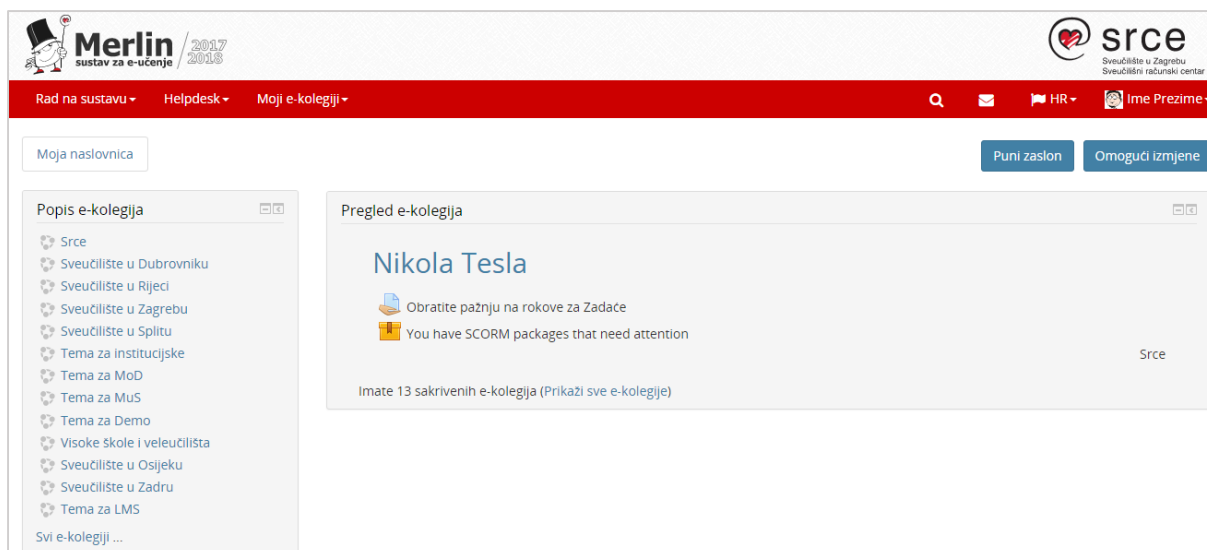 Merlin 2017
sustav za e-učenje 2018
srce
Sveučilište u Zagrebu
Sveučilišni računski centar
Rad na sustavu Helpdesk Moji e-kolegiji HR Ime Prezime
Moja naslovnica Puni zaslon Omogući izmjene
Popis e-kolegija
Srce
Sveučilište u Dubrovniku
Sveučilište u Rijeci
Sveučilište u Zagrebu
Sveučilište u Splitu
Tema za institucijske
Tema za MoD
Tema za MuS
Tema za Demo
Visoke škole i veleučilišta
Sveučilište u Osijeku
Sveučilište u Zadru
Tema za LMS
Svi e-kolegiji ...
Pregled e-kolegija
Nikola Tesla
Obratite pažnju na rokove za Zadaće
You have SCORM packages that need attention
Srce
Imate 13 sakrivenih e-kolegija (Prikaži sve e-kolegije)